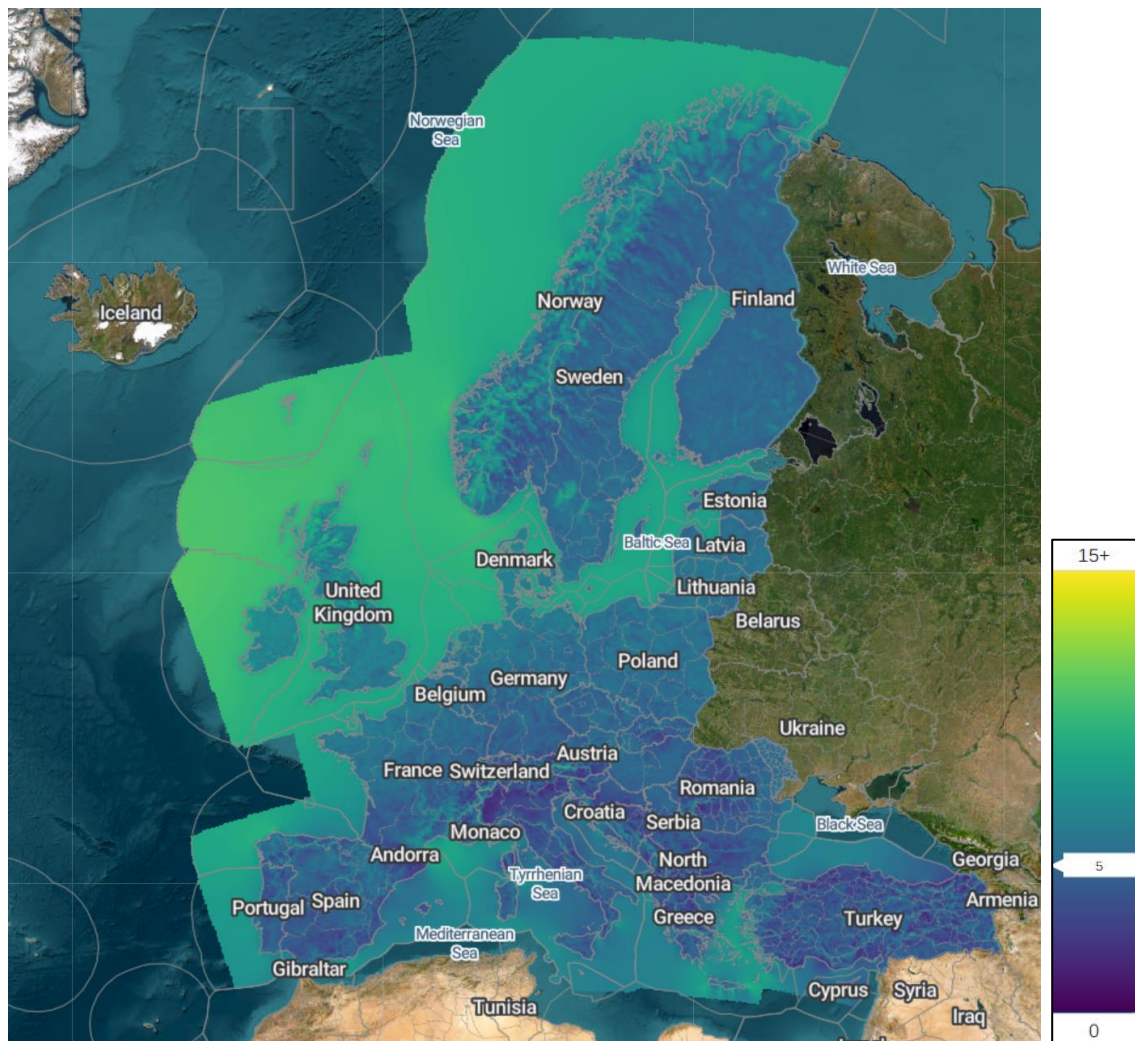 Norwegian
Sea
Iceland
Norway
Finland
White Sea
Sweden
Estonia
Baltic Sea
Latvia
Denmark
Lithuania
United
Kingdom
Belarus
Poland
Germany
Belgium
Ukraine
Austria
France
Switzerland
Romania
Croatia
Serbia
Black Sea
Monaco
Andorra
North
Macedonia
Georgia
Tyrrhenian
Sea
Portugal
Spain
Greece
Turkey
Armenia
Mediterranean
Sea
Gibraltar
Tunisia
Cyprus
Syria
Iraq
15+
5
0